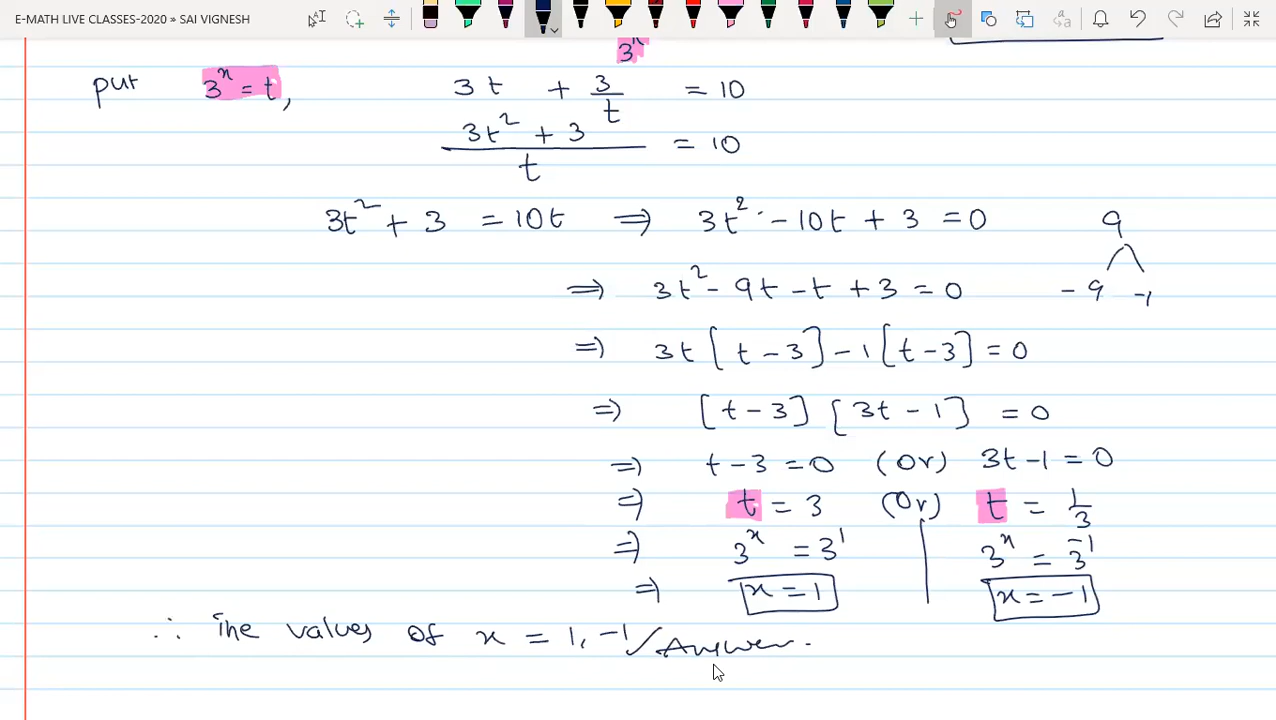 E-MATH LIVE CLASSES-2020 » SAI VIGNESH
3^x
put 3^x = t, 3t + 3/t = 10
(3t^2 + 3)/t = 10
3t^2 + 3 = 10t ⇒ 3t^2 - 10t + 3 = 0 9
⇒ 3t^2 - 9t - t + 3 = 0 -9 -1
⇒ 3t[t-3] -1[t-3] = 0
⇒ [t-3] [3t-1] = 0
⇒ t-3 = 0 (Or) 3t-1 = 0
⇒ t = 3 (Or) t = 1/3
⇒ 3^x = 3^1 3^x = 3^-1
⇒ x = 1 x = -1
∴ The values of x = 1, -1 // Answer.